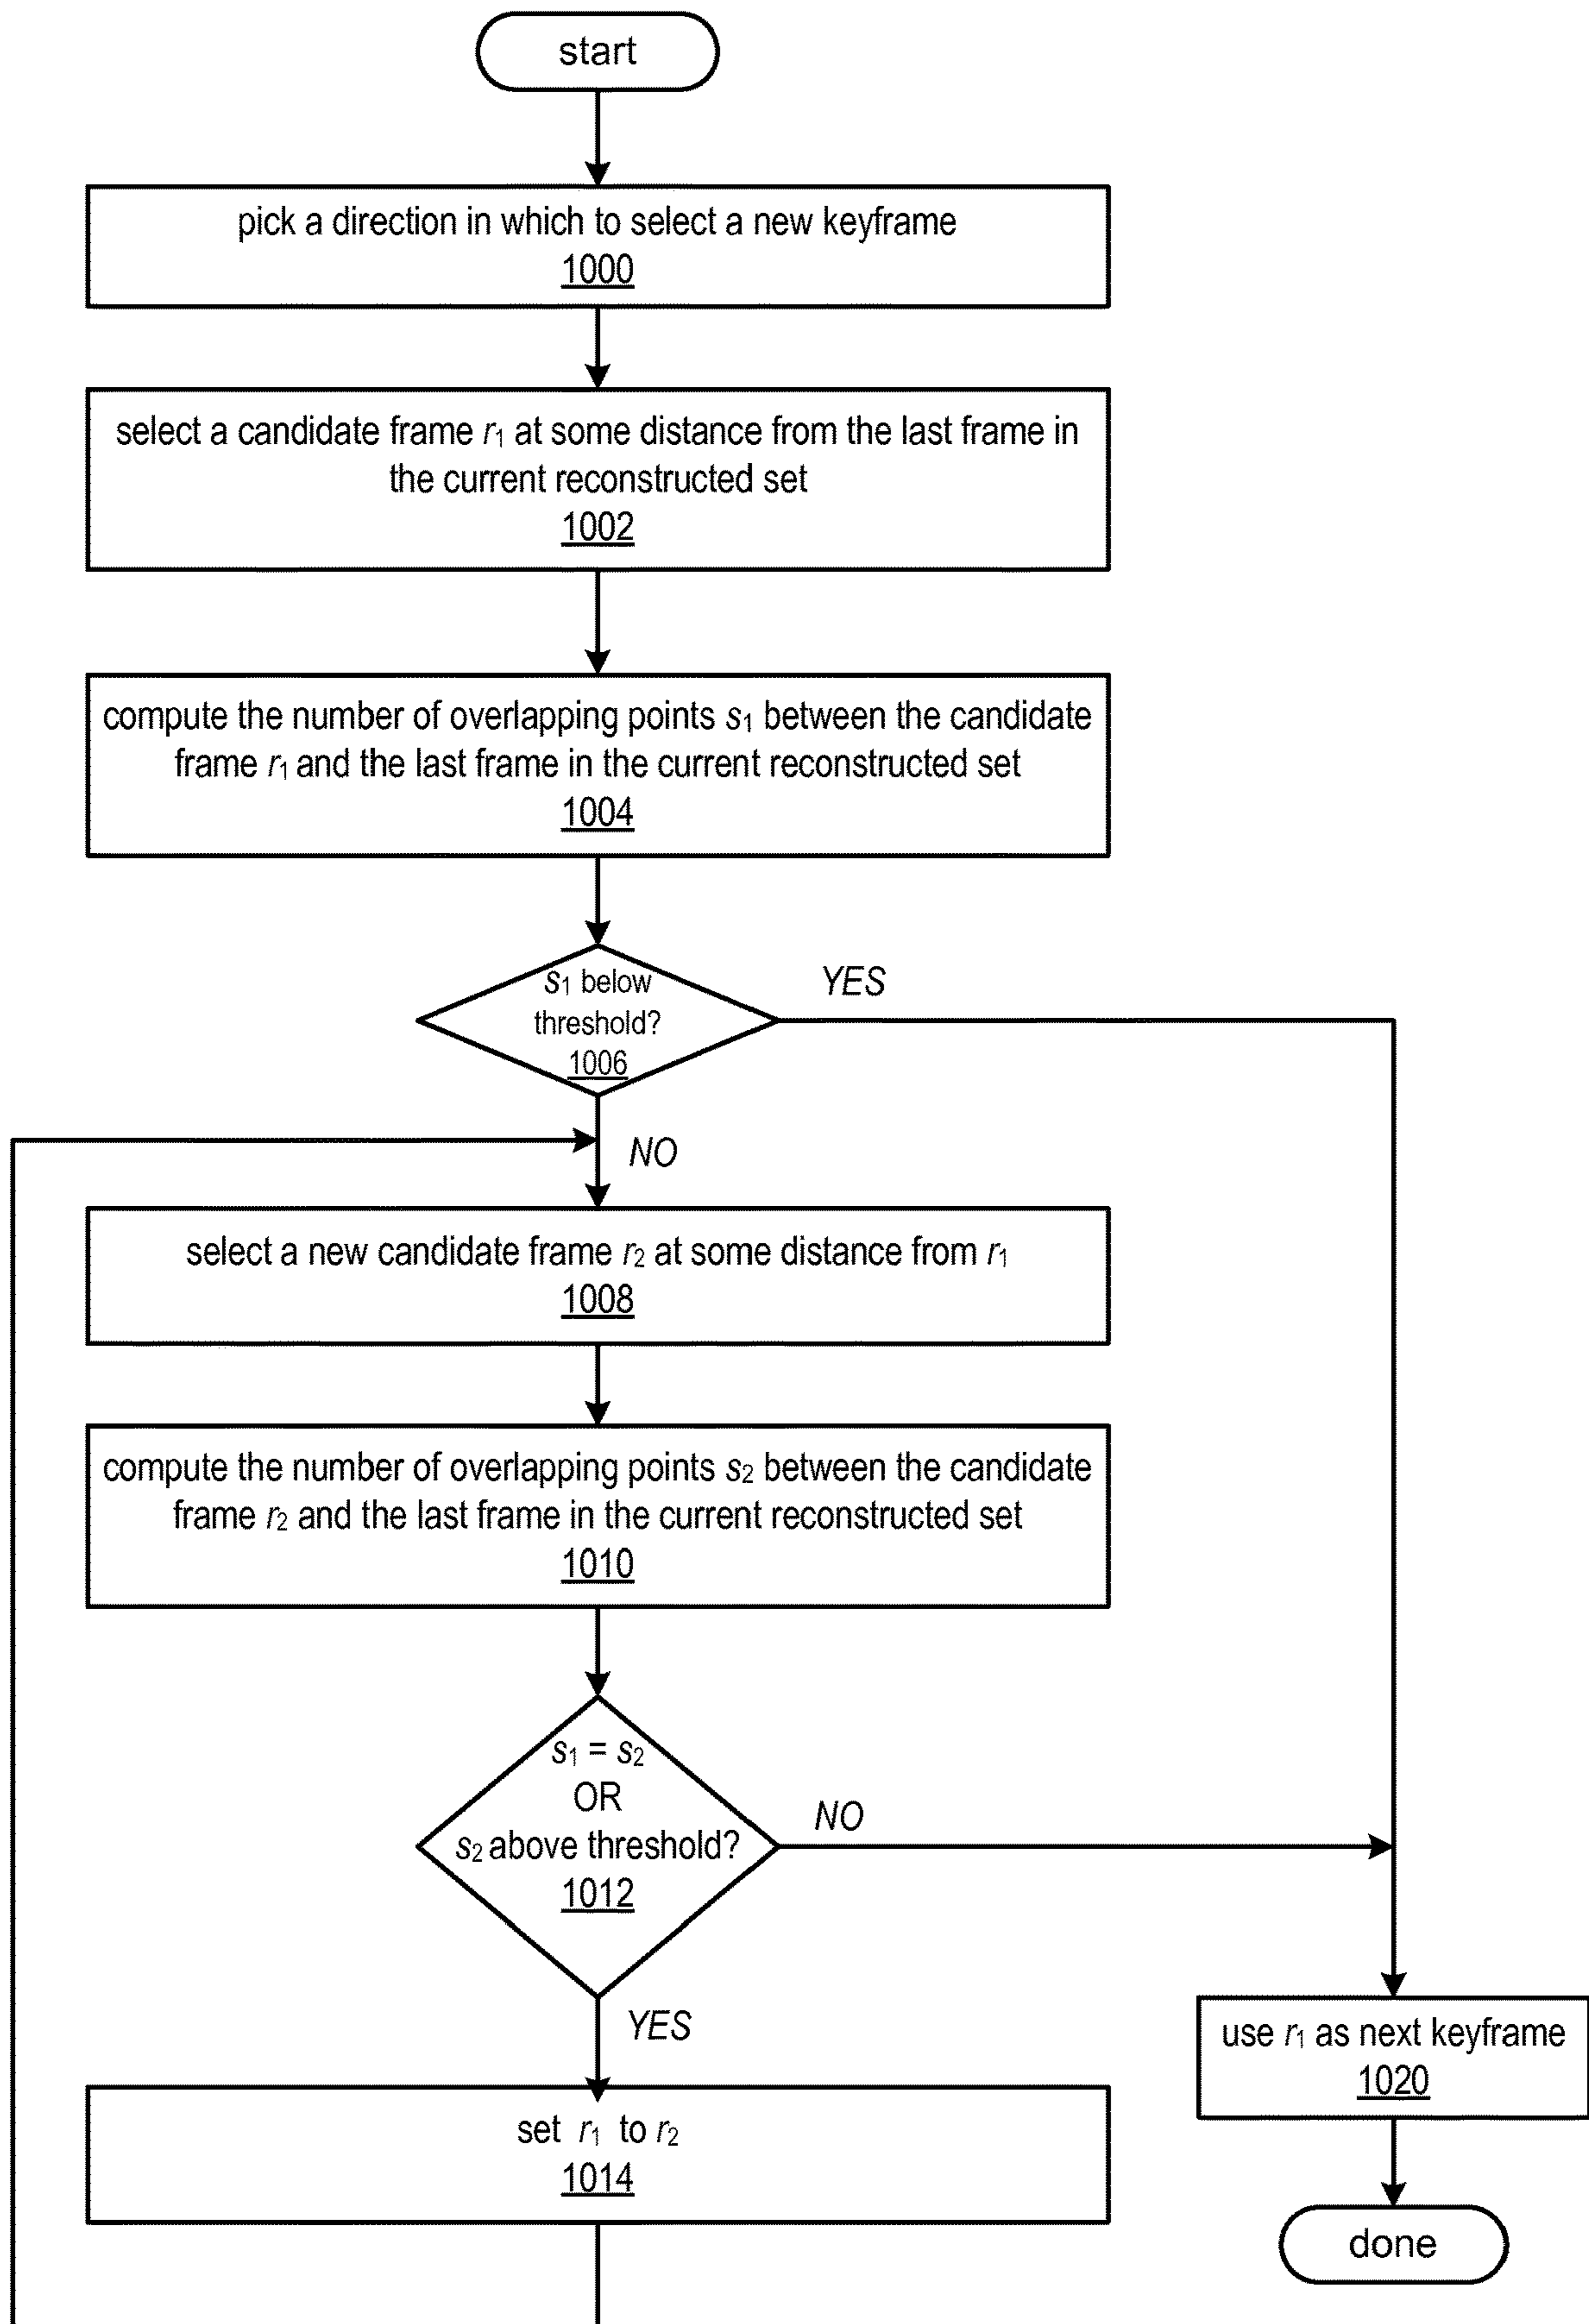 start
pick a direction in which to select a new keyframe
1000
select a candidate frame r1 at some distance from the last frame in
the current reconstructed set
1002
compute the number of overlapping points s1 between the candidate
frame r1 and the last frame in the current reconstructed set
1004
s1 below
threshold?
1006
YES
NO
select a new candidate frame r2 at some distance from r1
1008
compute the number of overlapping points s2 between the candidate
frame r2 and the last frame in the current reconstructed set
1010
s1 = s2
OR
s2 above threshold?
1012
NO
YES
set r1 to r2
1014
use r1 as next keyframe
1020
done